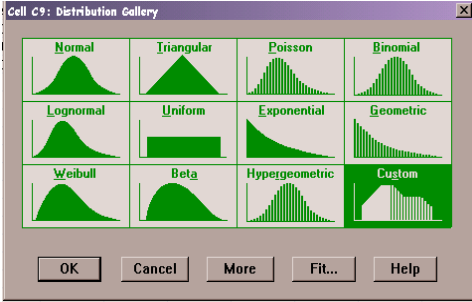 Cell C9: Distribution Gallery
Normal Triangular Poisson Binomial
Lognormal Uniform Exponential Geometric
Weibull Beta Hypergeometric Custom
OK Cancel More Fit... Help